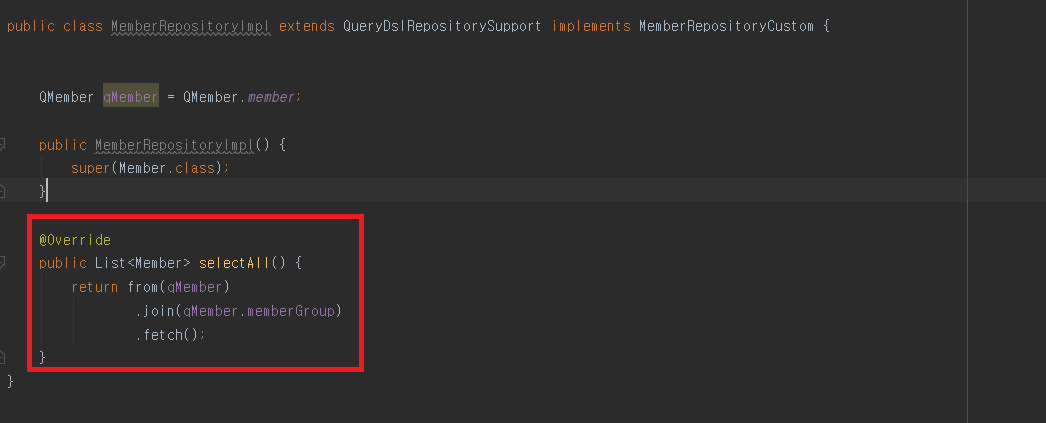 public class MemberRepositoryImpl extends QueryDslRepositorySupport implements MemberRepositoryCustom {
QMember qMember = QMember.member;
public MemberRepositoryImpl() {
super(Member.class);
}
@Override
public List<Member> selectAll() {
return from(qMember)
.join(qMember.memberGroup)
.fetch();
}
}